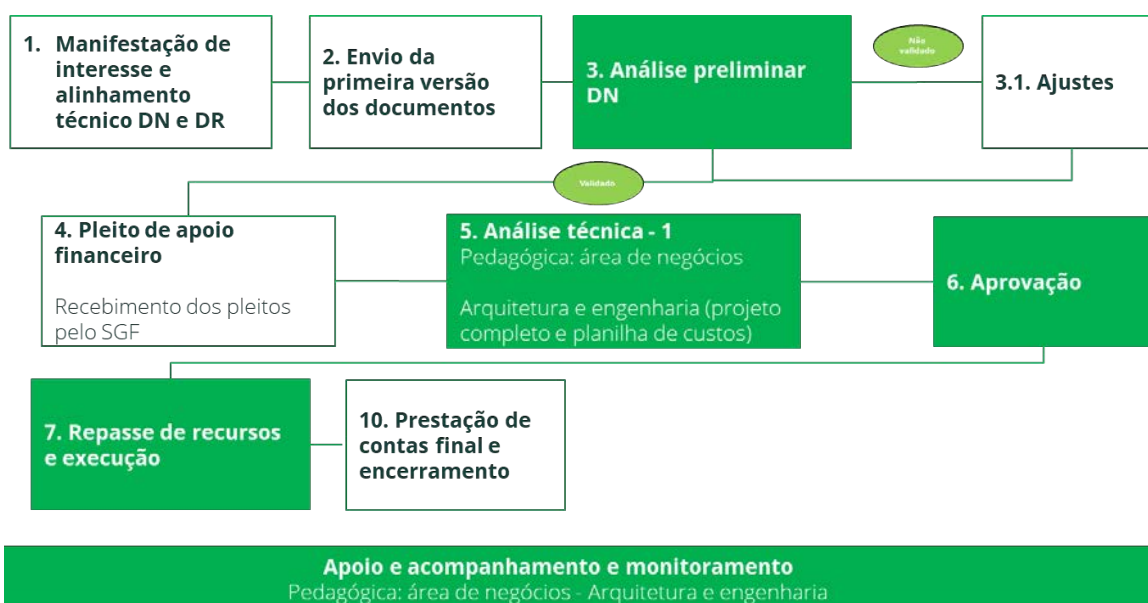 1. Manifestação de
interesse e
alinhamento
técnico DN e DR
2. Envio da
primeira versão
dos documentos
3. Análise preliminar
DN
Não
validado
3.1. Ajustes
Validado
4. Pleito de apoio
financeiro
Recebimento dos pleitos
pelo SGF
5. Análise técnica - 1
Pedagógica: área de negócios
Arquitetura e engenharia (projeto
completo e planilha de custos)
6. Aprovação
7. Repasse de recursos
e execução
10. Prestação de
contas final e
encerramento
Apoio e acompanhamento e monitoramento
Pedagógica: área de negócios - Arquitetura e engenharia